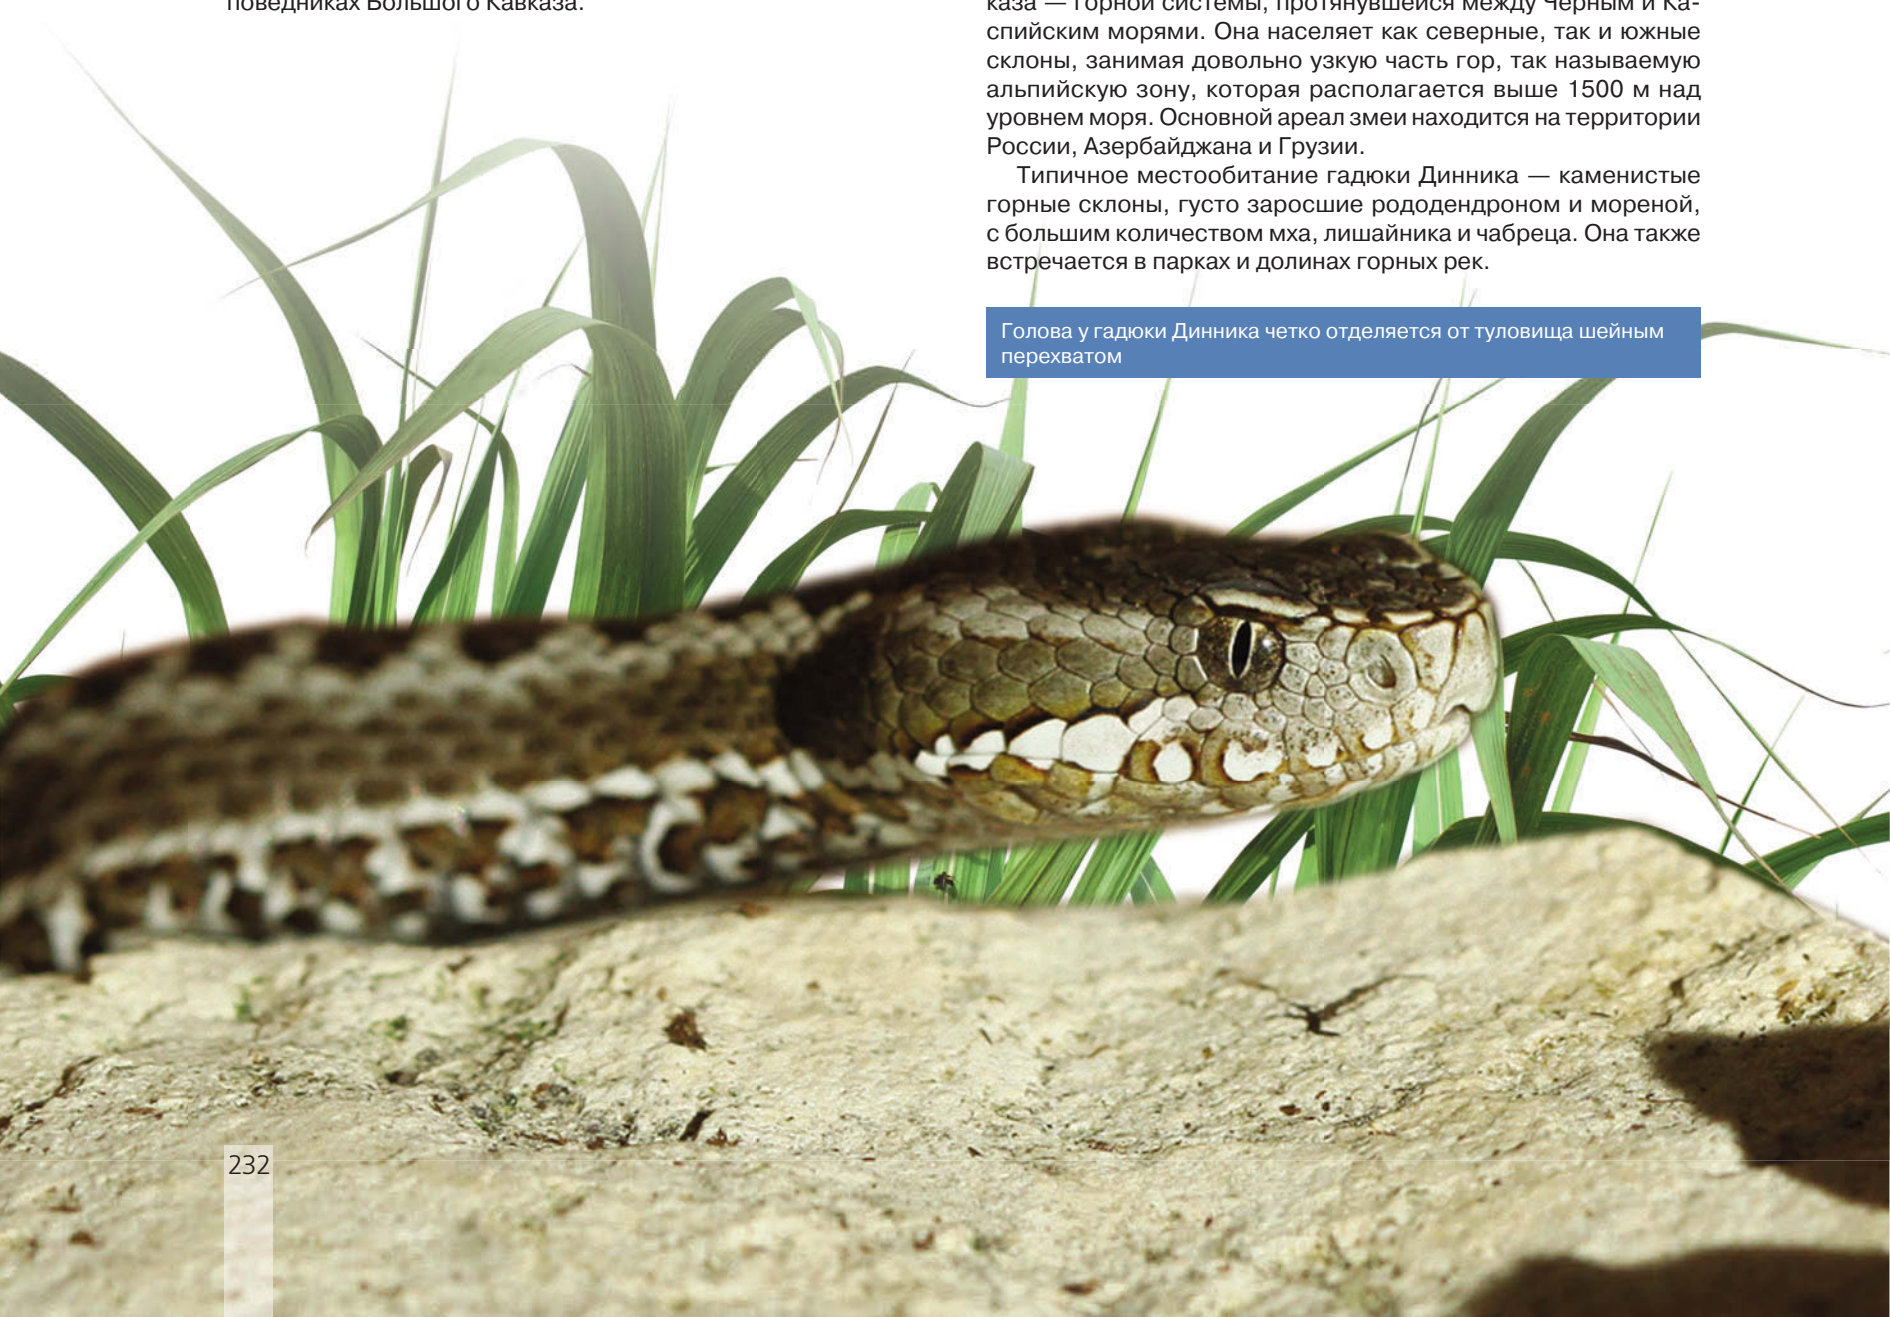 поведниках Большого Кавказа.
каза — горной системы, протянувшейся между Черным и Ка-
спийским морями. Она населяет как северные, так и южные
склоны, занимая довольно узкую часть гор, так называемую
альпийскую зону, которая располагается выше 1500 м над
уровнем моря. Основной ареал змеи находится на территории
России, Азербайджана и Грузии.
Типичное местообитание гадюки Динника — каменистые
горные склоны, густо заросшие рододендроном и мореной,
с большим количеством мха, лишайника и чабреца. Она также
встречается в парках и долинах горных рек.
Голова у гадюки Динника четко отделяется от туловища шейным
перехватом
232